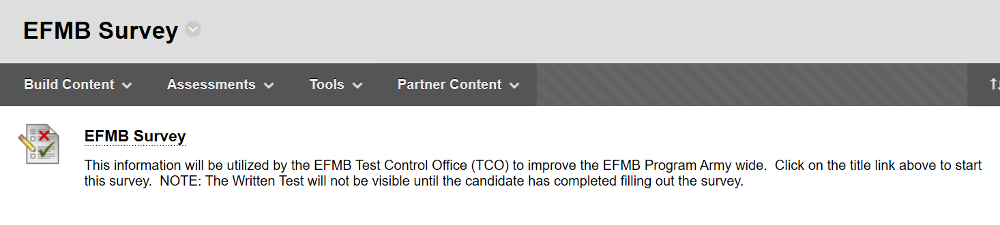 EFMB Survey
Build Content
Assessments
Tools
Partner Content
EFMB Survey
This information will be utilized by the EFMB Test Control Office (TCO) to improve the EFMB Program Army wide.  Click on the title link above to start
this survey.  NOTE: The Written Test will not be visible until the candidate has completed filling out the survey.